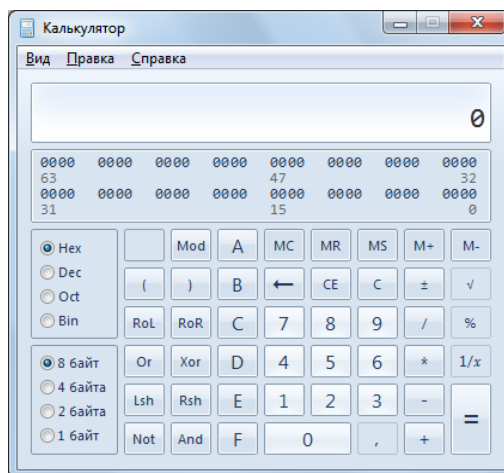 Калькулятор
Вид Правка Справка
0
0000 0000 0000 0000 0000 0000 0000 0000
63 47 32
0000 0000 0000 0000 0000 0000 0000 0000
31 15 0
Hex Mod A MC MR MS M+ M-
Dec
Oct ( ) B ← CE C ± √
Bin RoL RoR C 7 8 9 / %
8 байт Or Xor D 4 5 6 * 1/x
4 байта
2 байта Lsh Rsh E 1 2 3 - =
1 байт Not And F 0 , +